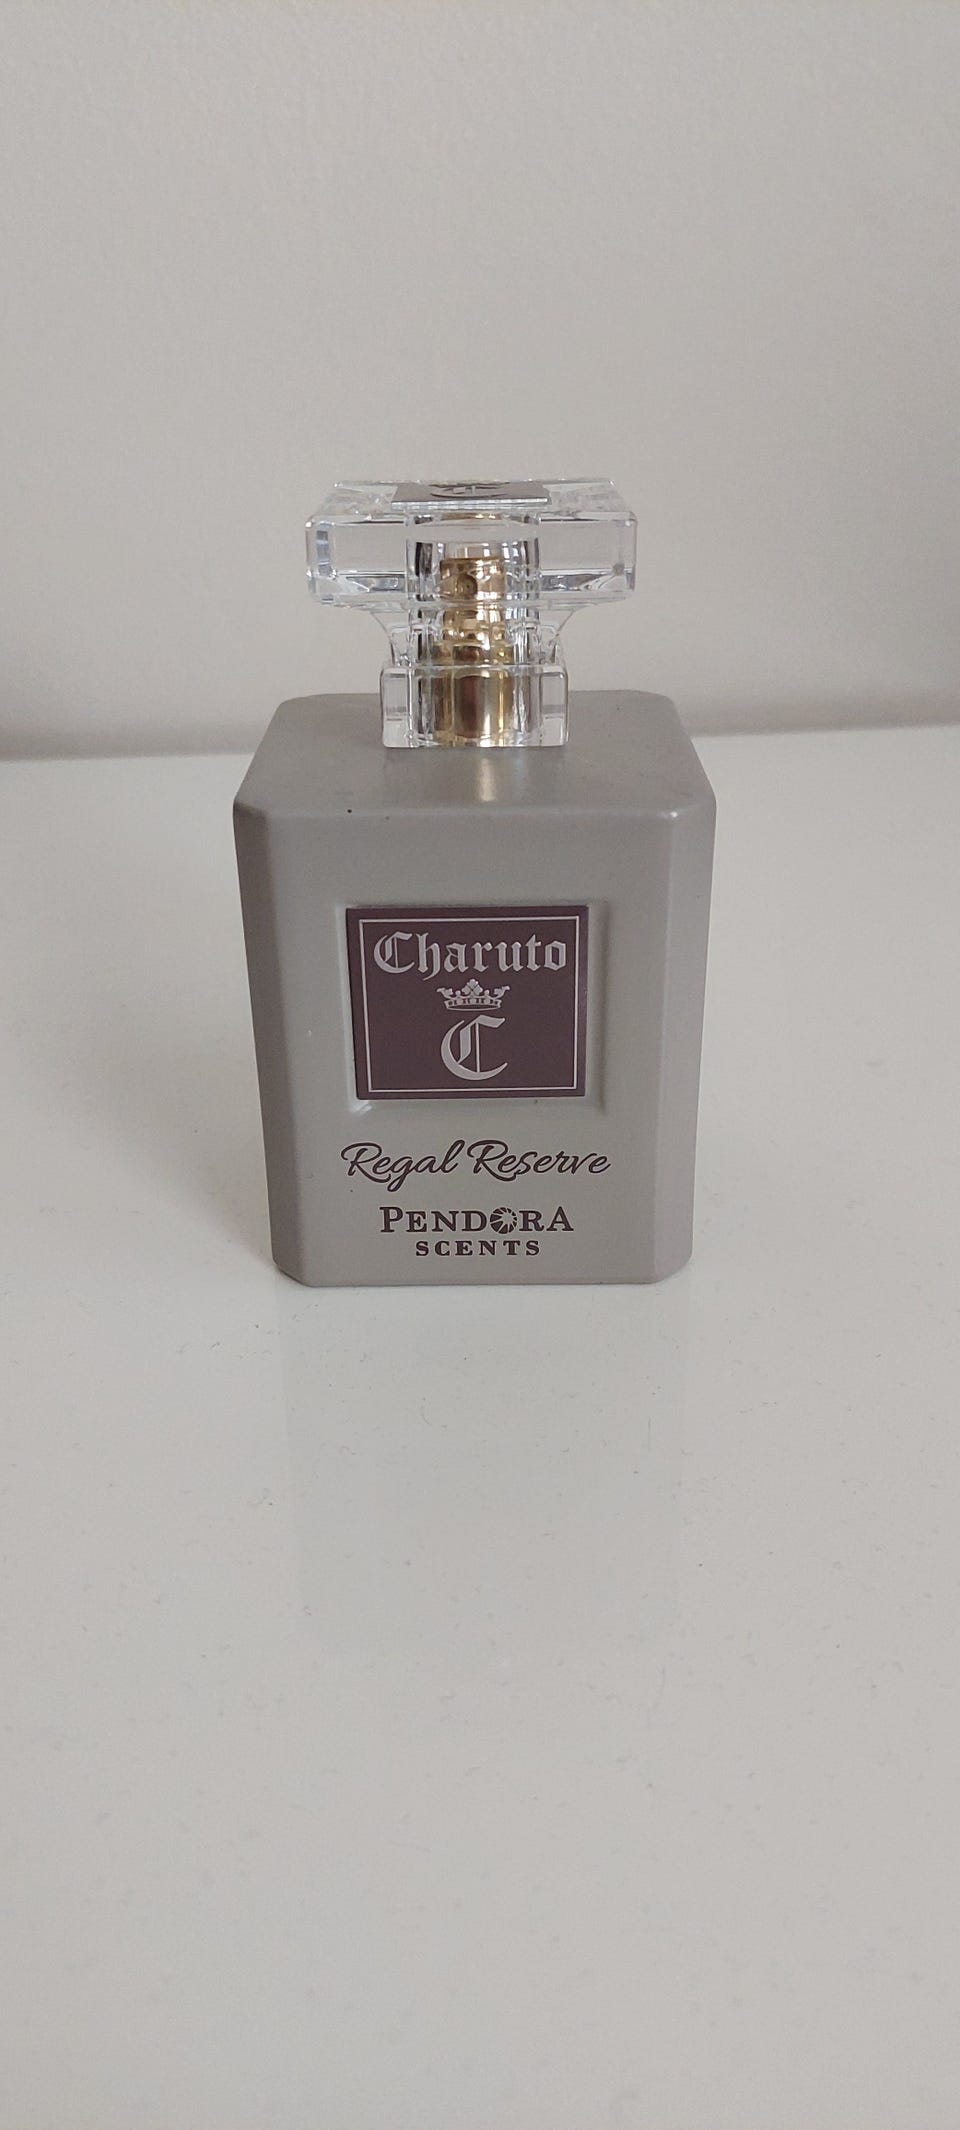 Charuto
C
Regal Reserve
PENDORA
SCENTS